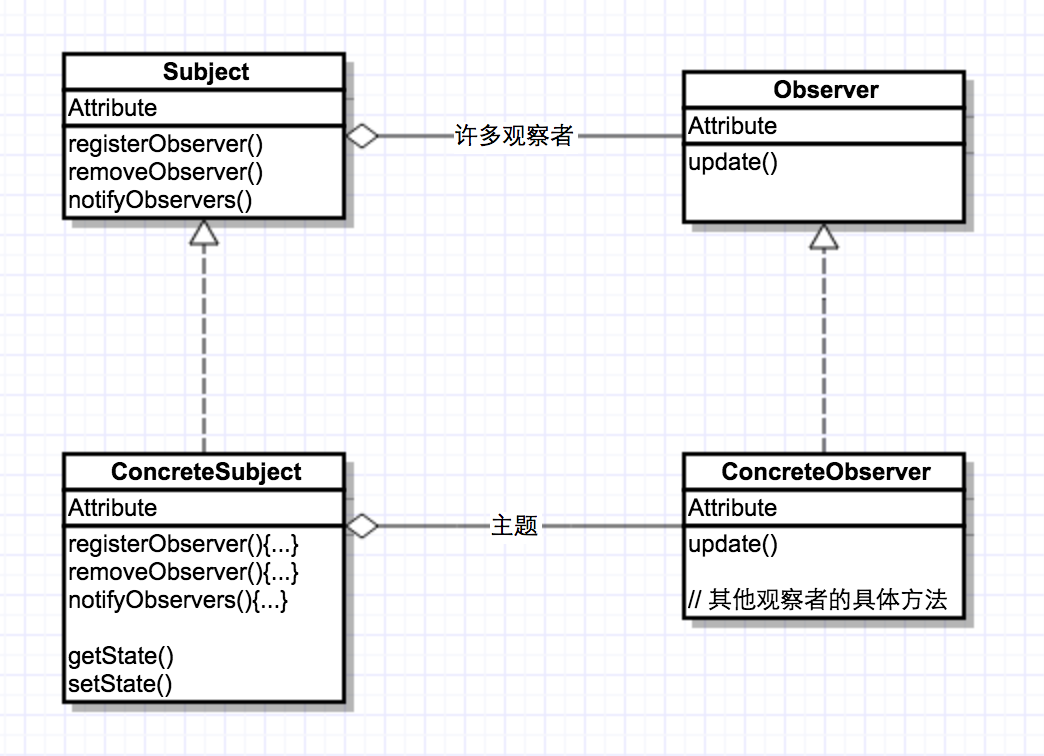 Subject
Attribute
registerObserver()
removeObserver()
notifyObservers()
许多观察者
Observer
Attribute
update()
ConcreteSubject
Attribute
registerObserver(){...}
removeObserver(){...}
notifyObservers(){...}
getState()
setState()
主题
ConcreteObserver
Attribute
update()
// 其他观察者的具体方法